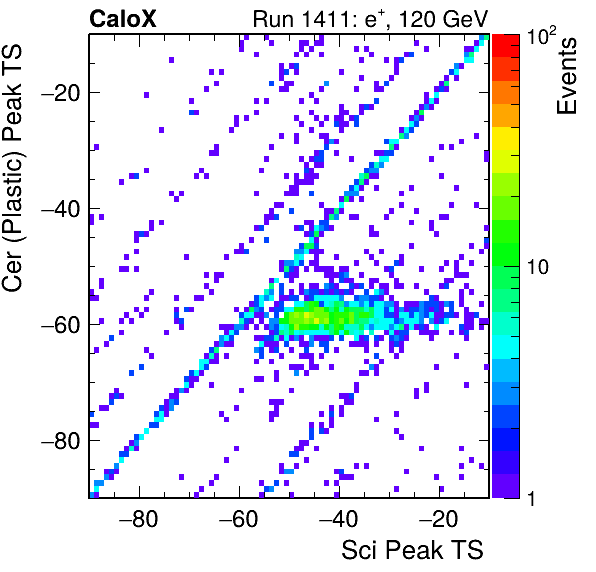 CaloX Run 1411: e⁺, 120 GeV
Cer (Plastic) Peak TS
−20
−40
−60
−80
−80 −60 −40 −20
Sci Peak TS
10²
10
1
Events